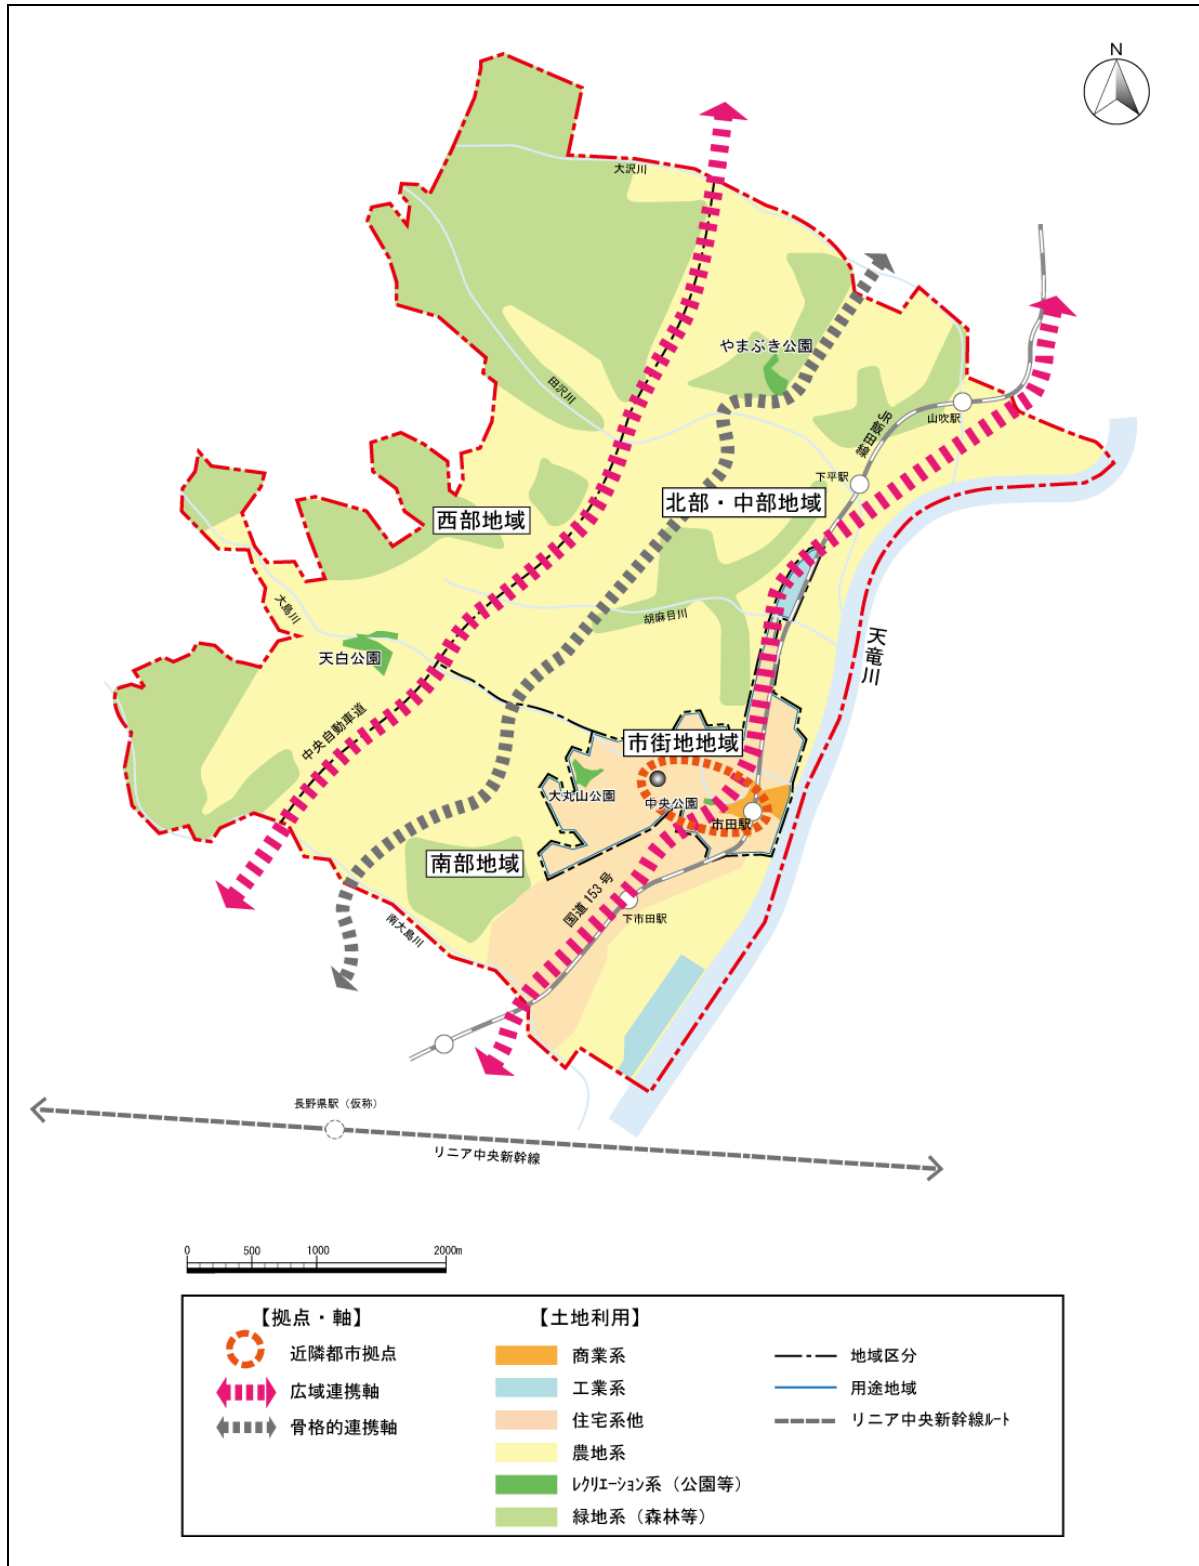 N
大沢川
やまぶき公園
田沢川
山吹駅
JR飯田線
下平駅
北部・中部地域
西部地域
大島川
胡麻目川
天竜川
天白公園
中央自動車道
市街地地域
大丸山公園
中央公園
市田駅
南部地域
国道153号
下市田駅
南大島川
長野県駅（仮称）
リニア中央新幹線
0 500 1000 2000m
【拠点・軸】
近隣都市拠点
広域連携軸
骨格的連携軸
【土地利用】
商業系
工業系
住宅系他
農地系
ﾚｸﾘｴｰｼｮﾝ系（公園等）
緑地系（森林等）
地域区分
用途地域
リニア中央新幹線ﾙｰﾄ